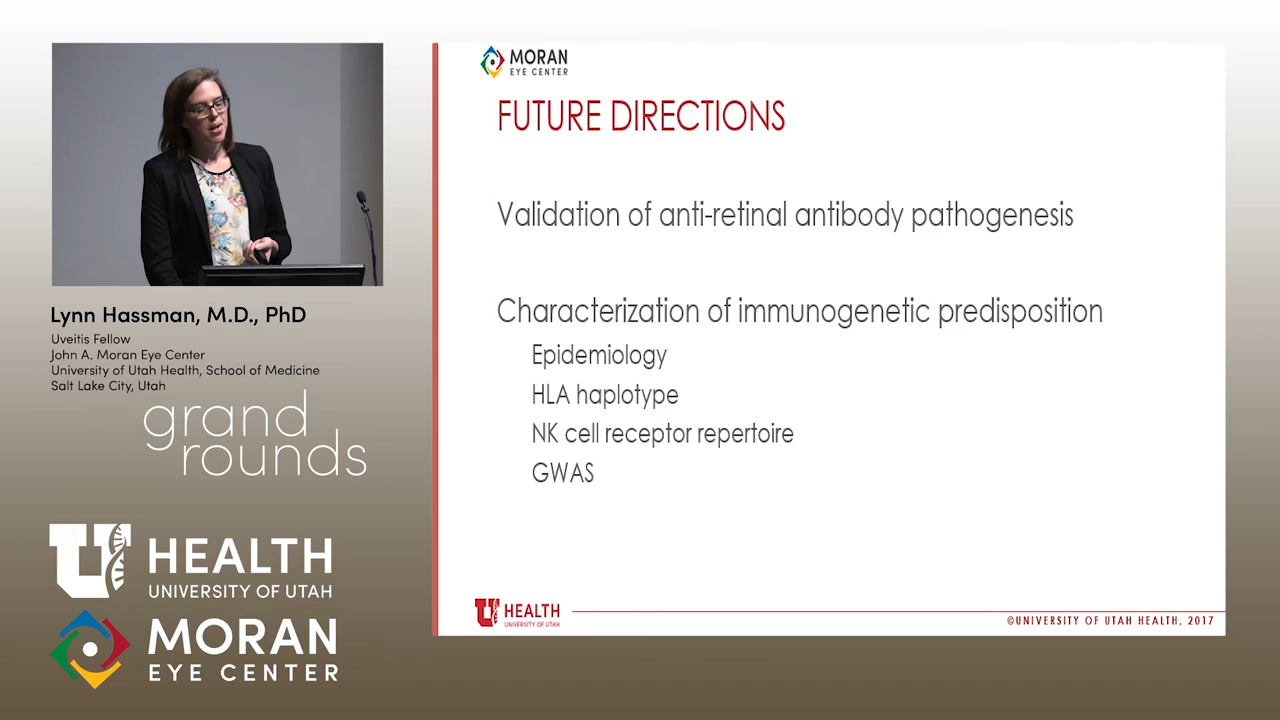 Lynn Hassman, M.D., PhD
Uveitis Fellow
John A. Moran Eye Center
University of Utah Health, School of Medicine
Salt Lake City, Utah
grand
rounds
U HEALTH
UNIVERSITY OF UTAH
MORAN
EYE CENTER
MORAN
EYE CENTER
FUTURE DIRECTIONS
Validation of anti-retinal antibody pathogenesis
Characterization of immunogenetic predisposition
Epidemiology
HLA haplotype
NK cell receptor repertoire
GWAS
U HEALTH
UNIVERSITY OF UTAH
©UNIVERSITY OF UTAH HEALTH, 2017